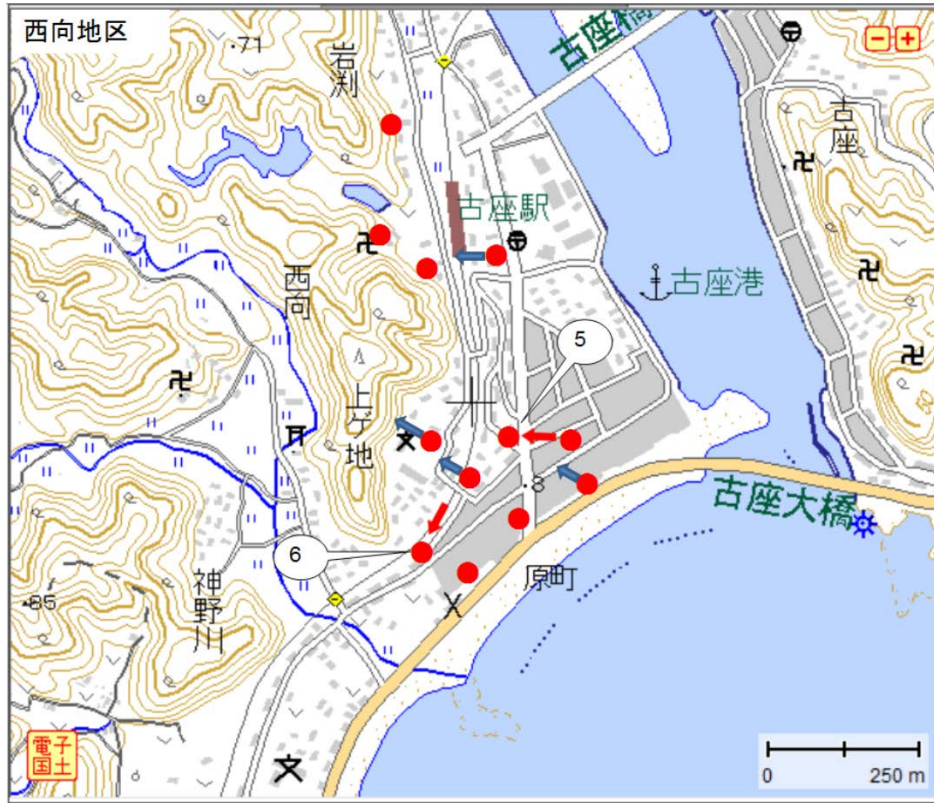 西向地区
・71
岩渕
古座橋
− +
古座
古座駅
西向
古座港
5
上ケ地
・8
古座大橋
6
神野川
原町
85
電子国土
0 250 m